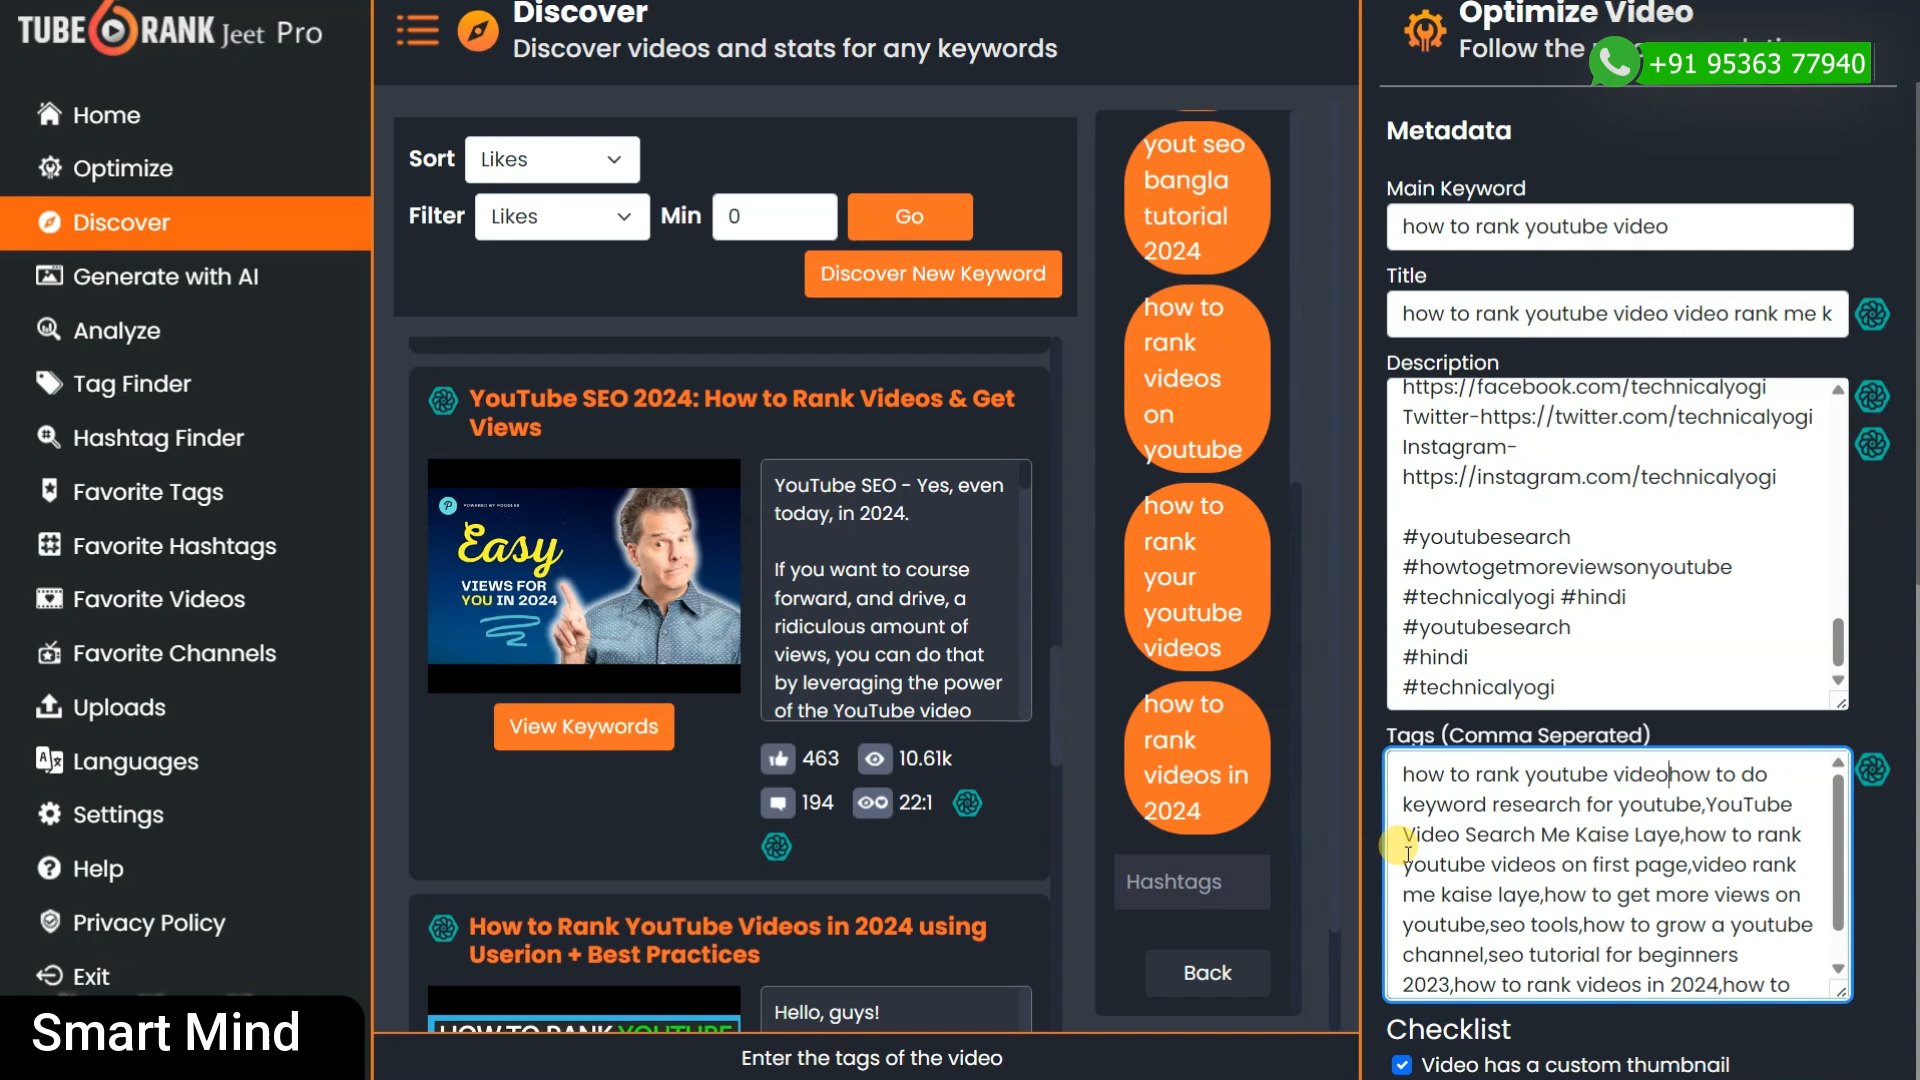 TUBE RANK Jeet Pro
Home
Optimize
Discover
Generate with AI
Analyze
Tag Finder
Hashtag Finder
Favorite Tags
Favorite Hashtags
Favorite Videos
Favorite Channels
Uploads
Languages
Settings
Help
Privacy Policy
Exit
Smart Mind
Discover
Discover videos and stats for any keywords
Sort Likes
Filter Likes Min 0 Go
Discover New Keyword
YouTube SEO 2024: How to Rank Videos & Get
Views
POWERED BY POODLES
Easy
VIEWS FOR
YOU IN 2024
View Keywords
YouTube SEO - Yes, even
today, in 2024.
If you want to course
forward, and drive, a
ridiculous amount of
views, you can do that
by leveraging the power
of the YouTube video
463 10.61k
194 22:1
How to Rank YouTube Videos in 2024 using
Userion + Best Practices
HOW TO RANK YOUTUBE
Hello, guys!
yout seo
bangla
tutorial
2024
how to
rank
videos
on
youtube
how to
rank
your
youtube
videos
how to
rank
videos in
2024
Hashtags
Back
Enter the tags of the video
Optimize Video
Follow the
+91 95363 77940
Metadata
Main Keyword
how to rank youtube video
Title
how to rank youtube video video rank me k
Description
https://facebook.com/technicalyogi
Twitter-https://twitter.com/technicalyogi
Instagram-
https://instagram.com/technicalyogi
#youtubesearch
#howtogetmoreviewsonyoutube
#technicalyogi #hindi
#youtubesearch
#hindi
#technicalyogi
Tags (Comma Seperated)
how to rank youtube videohow to do
keyword research for youtube,YouTube
Video Search Me Kaise Laye,how to rank
youtube videos on first page,video rank
me kaise laye,how to get more views on
youtube,seo tools,how to grow a youtube
channel,seo tutorial for beginners
2023,how to rank videos in 2024,how to
Checklist
Video has a custom thumbnail